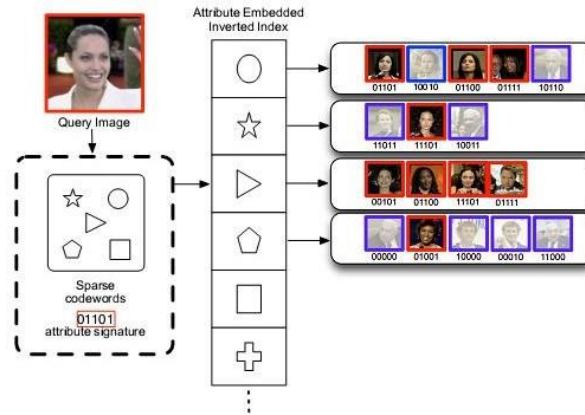 Attribute Embedded
Inverted Index
Query Image
Sparse
codewords
01101
attribute signature
01101 10010 01100 01111 10110
11011 11101 10011
00101 01101 11101 01111
00000 01001 10000 00010 11000